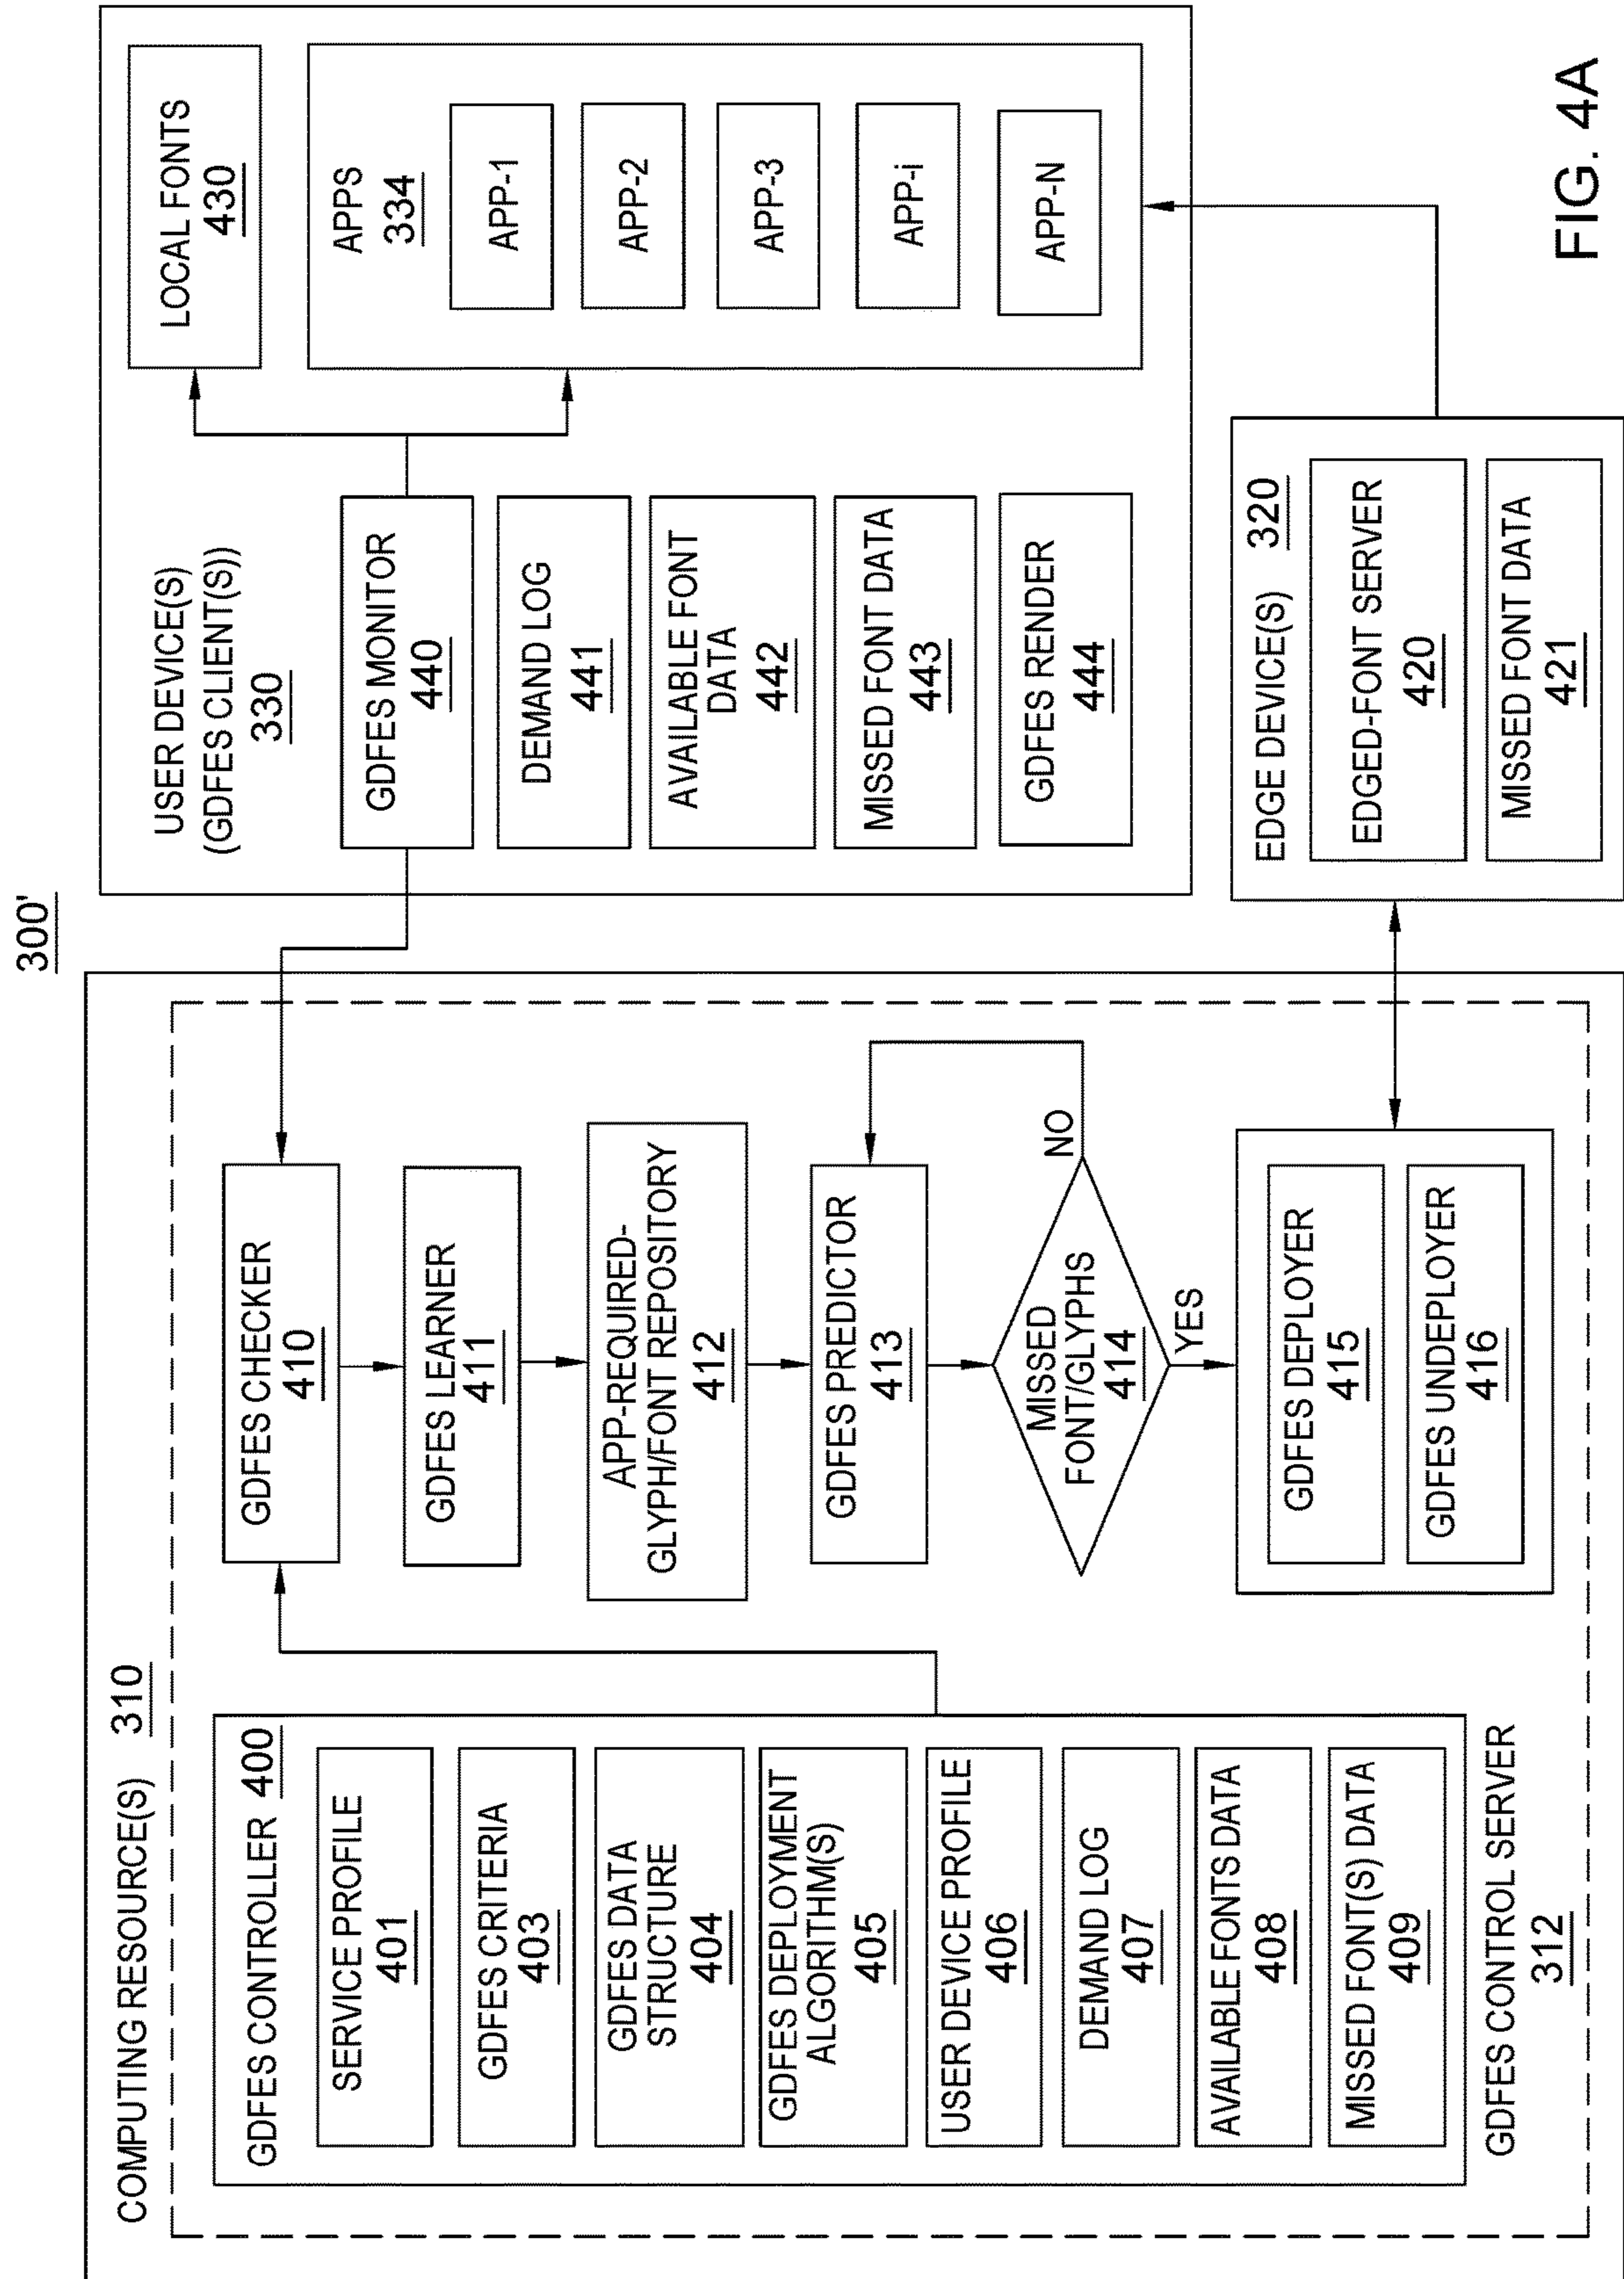 300'
COMPUTING RESOURCE(S) 310
GDFES CONTROLLER 400
SERVICE PROFILE
401
GDFES CRITERIA
403
GDFES DATA
STRUCTURE
404
GDFES DEPLOYMENT
ALGORITHM(S)
405
USER DEVICE PROFILE
406
DEMAND LOG
407
AVAILABLE FONTS DATA
408
MISSED FONT(S) DATA
409
GDFES CONTROL SERVER
312
GDFES CHECKER
410
GDFES LEARNER
411
APP-REQUIRED-
GLYPH/FONT REPOSITORY
412
GDFES PREDICTOR
413
MISSED
FONT/GLYPHS
414
NO
YES
GDFES DEPLOYER
415
GDFES UNDEPLOYER
416
USER DEVICE(S)
(GDFES CLIENT(S))
330
GDFES MONITOR
440
DEMAND LOG
441
AVAILABLE FONT
DATA
442
MISSED FONT DATA
443
GDFES RENDER
444
LOCAL FONTS
430
APPS
334
APP-1
APP-2
APP-3
APP-i
APP-N
EDGE DEVICE(S) 320
EDGED-FONT SERVER
420
MISSED FONT DATA
421
FIG. 4A